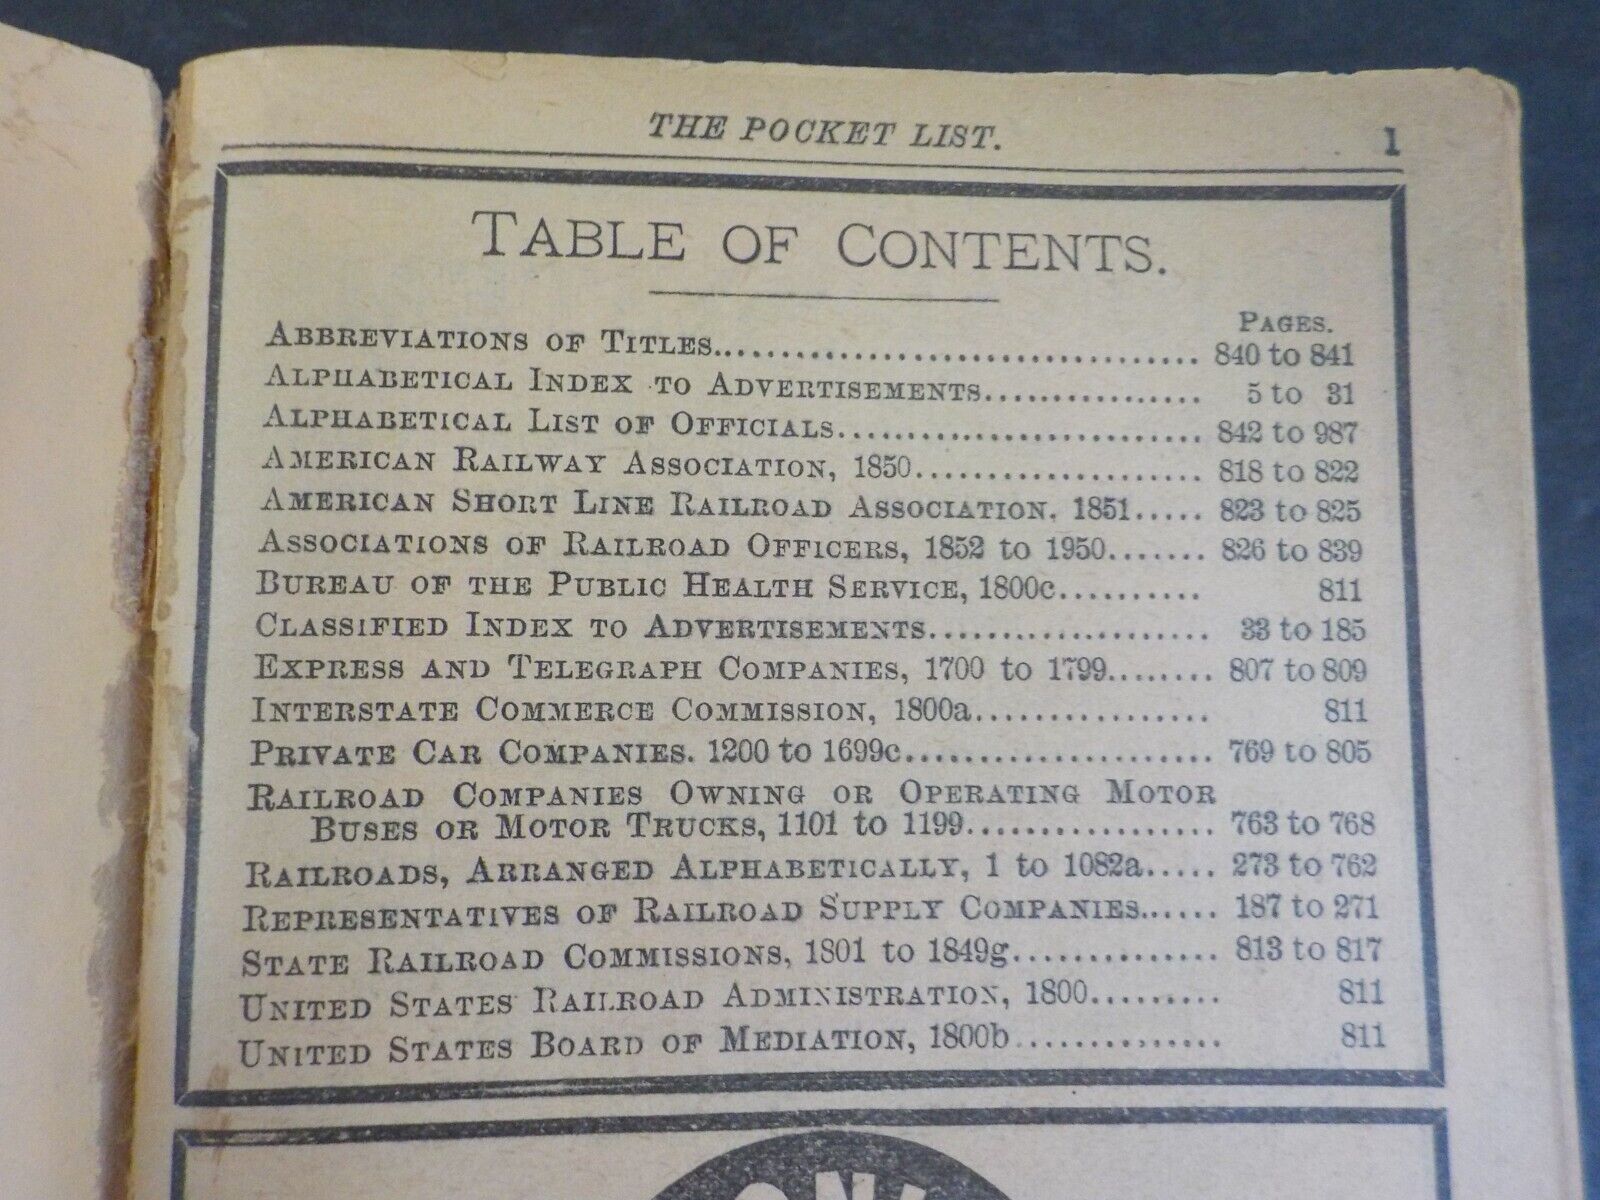 THE POCKET LIST. 1
TABLE OF CONTENTS.
PAGES.
ABBREVIATIONS OF TITLES.................................. 840 to 841
ALPHABETICAL INDEX TO ADVERTISEMENTS................ 5 to 31
ALPHABETICAL LIST OF OFFICIALS.......................... 842 to 987
AMERICAN RAILWAY ASSOCIATION, 1850..................... 818 to 822
AMERICAN SHORT LINE RAILROAD ASSOCIATION, 1851..... 823 to 825
ASSOCIATIONS OF RAILROAD OFFICERS, 1852 to 1950....... 826 to 839
BUREAU OF THE PUBLIC HEALTH SERVICE, 1800c.......... 811
CLASSIFIED INDEX TO ADVERTISEMENTS.................... 33 to 185
EXPRESS AND TELEGRAPH COMPANIES, 1700 to 1799........ 807 to 809
INTERSTATE COMMERCE COMMISSION, 1800a................. 811
PRIVATE CAR COMPANIES. 1200 to 1699c...................... 769 to 805
RAILROAD COMPANIES OWNING OR OPERATING MOTOR
BUSES OR MOTOR TRUCKS, 1101 to 1199.................. 763 to 768
RAILROADS, ARRANGED ALPHABETICALLY, 1 to 1082a..... 273 to 762
REPRESENTATIVES OF RAILROAD SUPPLY COMPANIES...... 187 to 271
STATE RAILROAD COMMISSIONS, 1801 to 1849g.............. 813 to 817
UNITED STATES RAILROAD ADMINISTRATION, 1800......... 811
UNITED STATES BOARD OF MEDIATION, 1800b.............. 811